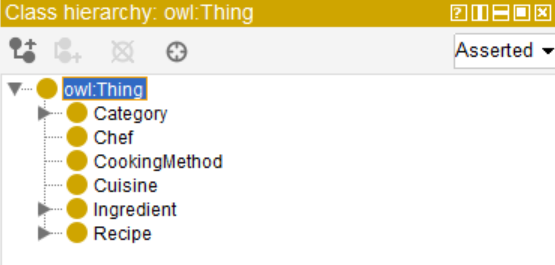 Class hierarchy: owl:Thing
Asserted
owl:Thing
Category
Chef
CookingMethod
Cuisine
Ingredient
Recipe